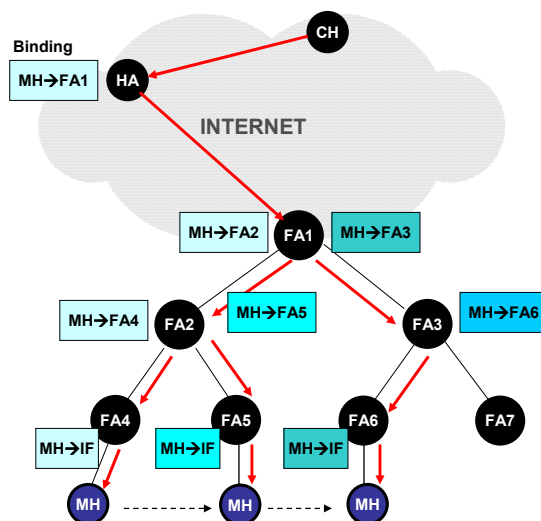 CH
Binding
MH→FA1
HA
INTERNET
MH→FA2
FA1
MH→FA3
MH→FA4
FA2
MH→FA5
FA3
MH→FA6
FA4
FA5
FA6
FA7
MH→IF
MH→IF
MH→IF
MH
MH
MH